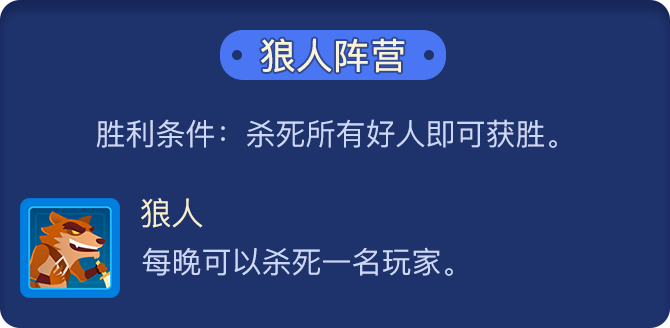 狼人阵营
胜利条件：杀死所有好人即可获胜。
狼人
每晚可以杀死一名玩家。